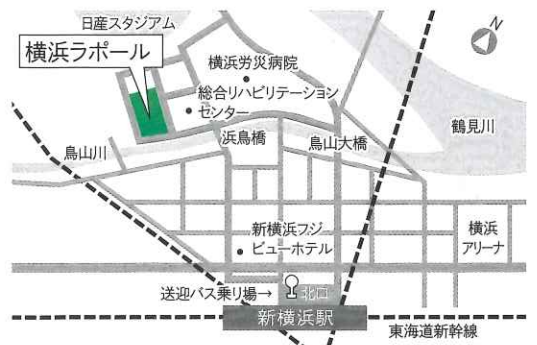 日産スタジアム
N
横浜ラポール
横浜労災病院
総合リハビリテーション
センター
鶴見川
浜鳥橋
鳥山大橋
鳥山川
新横浜フジ
ビューホテル
横浜
アリーナ
送迎バス乗り場→
北口
新横浜駅
東海道新幹線